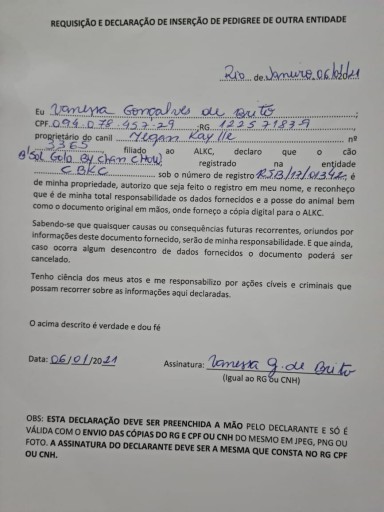 REQUISIÇÃO E DECLARAÇÃO DE INSERÇÃO DE PEDIGREE DE OUTRA ENTIDADE
Rio de Janeiro, 06/01/2021
Eu Vanessa Gonçalves de Brito
CPF 094 078 457-29 ;RG 122571839
proprietário do canil Megan Kaylle nº
3365 filiado ao ALKC, declaro que o cão
Sol Gold By Chan Chow registrado na entidade
CBKC sob o número de registro RSB/17/01342, é
de minha propriedade, autorizo que seja feito o registro em meu nome, e reconheço
que é de minha total responsabilidade os dados fornecidos e a posse do animal bem
como o documento original em mãos, onde forneço a cópia digital para o ALKC.
Sabendo-se que quaisquer causas ou consequências futuras recorrentes, oriundos por
informações deste documento fornecido, serão de minha responsabilidade. E que ainda,
caso ocorra algum desencontro de dados fornecidos o documento poderá ser
cancelado.
Tenho ciência dos meus atos e me responsabilizo por ações cíveis e criminais que
possam recorrer sobre as informações aqui declaradas.
O acima descrito é verdade e dou fé
Data: 06/01/2021 Assinatura: Vanessa G. de Brito
(Igual ao RG ou CNH)
OBS: ESTA DECLARAÇÃO DEVE SER PREENCHIDA A MÃO PELO DECLARANTE E SÓ É
VÁLIDA COM O ENVIO DAS CÓPIAS DO RG E CPF OU CNH DO MESMO EM JPEG, PNG OU
FOTO. A ASSINATURA DO DECLARANTE DEVE SER A MESMA QUE CONSTA NO RG CPF
OU CNH.